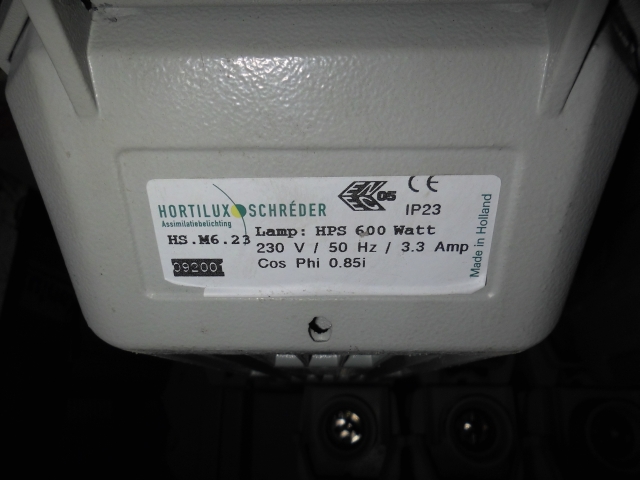 HORTILUX SCHRÉDER
Assimilatiebelichting
ENEC 05 CE
IP23
HS.M6.23
Lamp: HPS 600 Watt
230 V / 50 Hz / 3.3 Amp
Cos Phi 0.85i
092001
Made in Holland